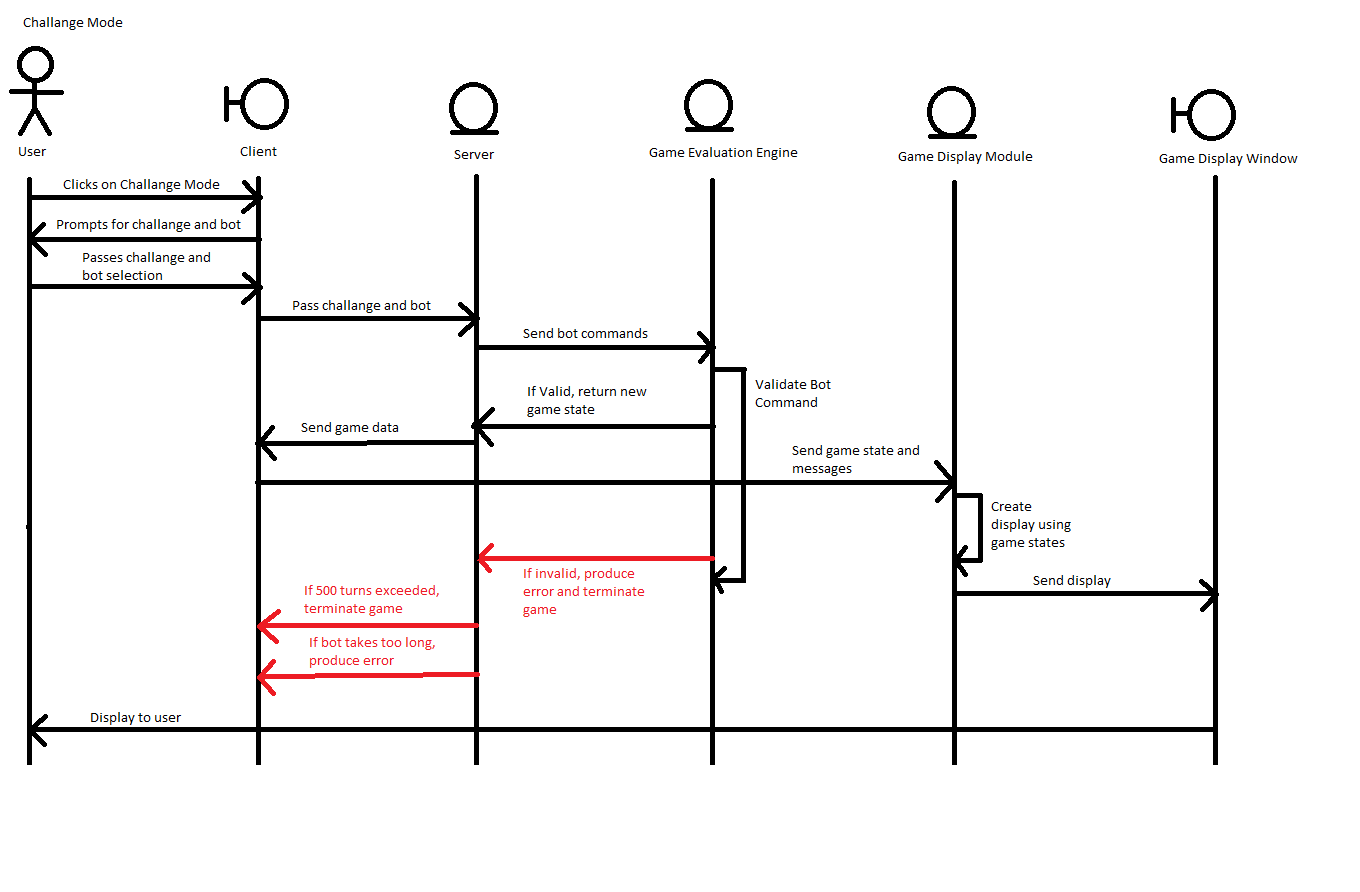 Challange Mode
User
Client
Server
Game Evaluation Engine
Game Display Module
Game Display Window
Clicks on Challange Mode
Prompts for challange and bot
Passes challange and
bot selection
Pass challange and bot
Send bot commands
Validate Bot
Command
If Valid, return new
game state
Send game data
Send game state and
messages
Create
display using
game states
If invalid, produce
error and terminate
game
Send display
If 500 turns exceeded,
terminate game
If bot takes too long,
produce error
Display to user